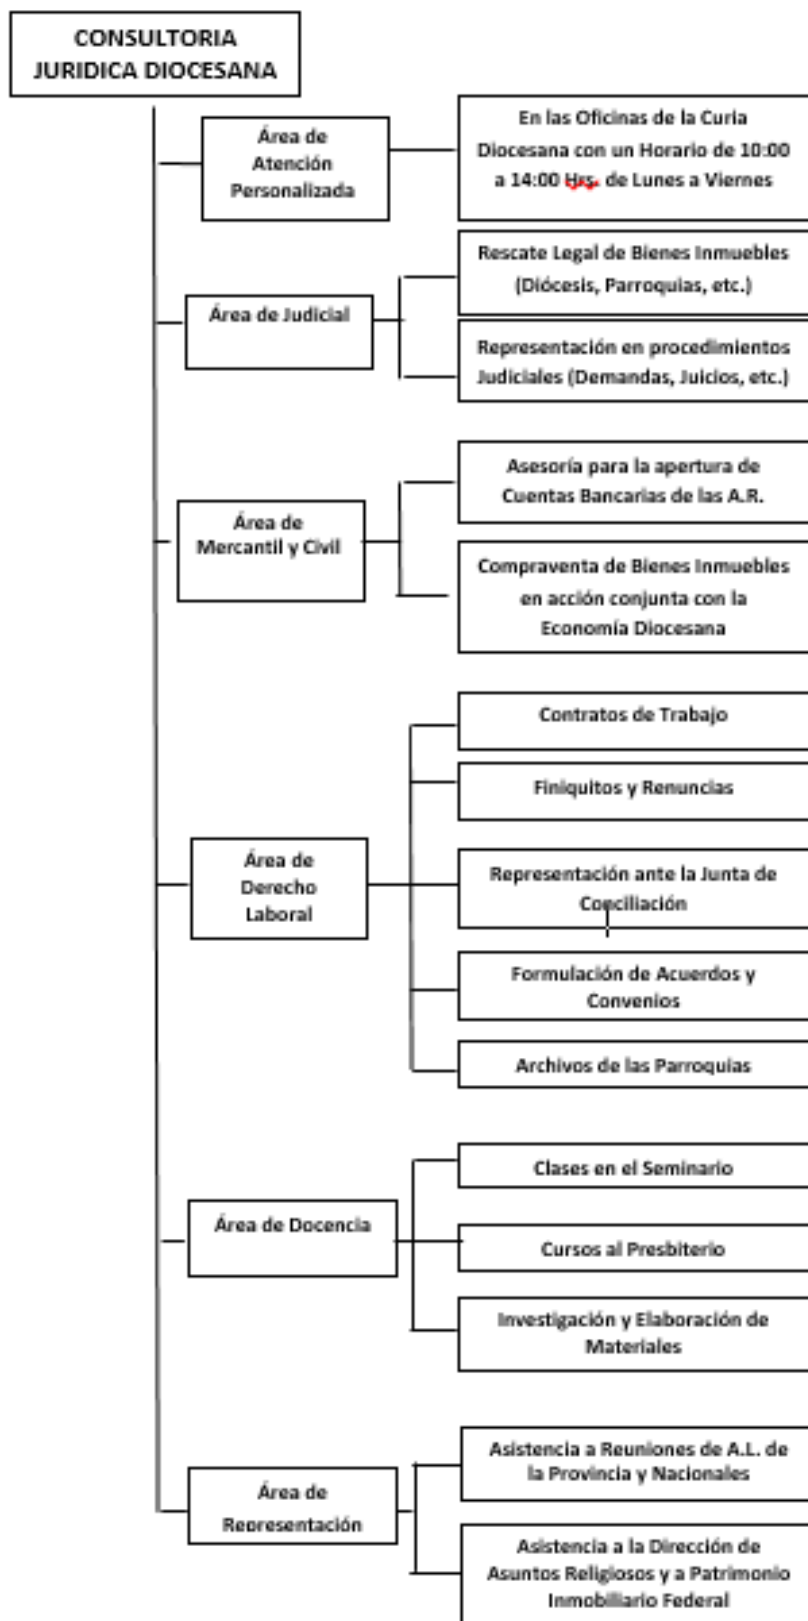 CONSULTORIA
JURIDICA DIOCESANA
Área de
Atención
Personalizada
En las Oficinas de la Curia
Diocesana con un Horario de 10:00
a 14:00 Hrs. de Lunes a Viernes
Área de Judicial
Rescate Legal de Bienes Inmuebles
(Diócesis, Parroquias, etc.)
Representación en procedimientos
Judiciales (Demandas, Juicios, etc.)
Área de
Mercantil y Civil
Asesoría para la apertura de
Cuentas Bancarias de las A.R.
Compraventa de Bienes Inmuebles
en acción conjunta con la
Economía Diocesana
Área de
Derecho
Laboral
Contratos de Trabajo
Finiquitos y Renuncias
Representación ante la Junta de
Conciliación
Formulación de Acuerdos y
Convenios
Archivos de las Parroquias
Área de Docencia
Clases en el Seminario
Cursos al Presbiterio
Investigación y Elaboración de
Materiales
Área de
Representación
Asistencia a Reuniones de A.L. de
la Provincia y Nacionales
Asistencia a la Dirección de
Asuntos Religiosos y a Patrimonio
Inmobiliario Federal